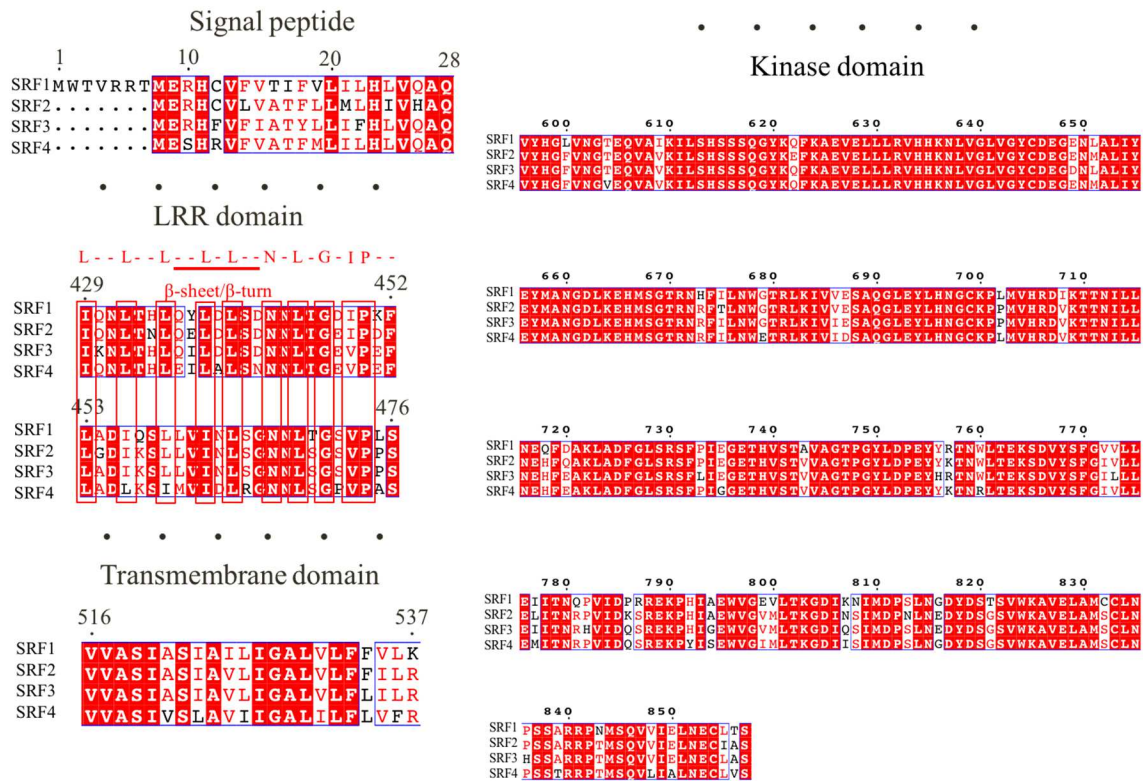 Signal peptide
1 10 20 28
SRF1 MWTVRRTMERHCVFVTIFVLILHLVQAQ
SRF2 .......MERHCVLVATFLLMLHIVHAQ
SRF3 .......MERHFVFIATYLLIFHLVQAQ
SRF4 .......MESHRVFVATFMLILHLVQAQ
LRR domain
L--L--L--L-L--N-L-G-IP--
β-sheet/β-turn
429 452
SRF1 IQNLTHLQYLDLSDNNLIGDIPKF
SRF2 IQNLTNLQELDLSDNNLIGEIPDF
SRF3 IKNLTHLQILDLSDNNLIGEVPEF
SRF4 IQNLTHLEILALSNNNLIGEVPEF
453 476
SRF1 LADIQSLLVINLSGNNLTGSVPLS
SRF2 LGDIKSLLVINLSGNNLSGSVPPS
SRF3 LADIKSLLVINLSGNNLSGSVPPS
SRF4 LADLKSIMVIDLRGNNLSGPVPAS
Transmembrane domain
516 537
SRF1 VVASIASIAILIGALVLFFVLK
SRF2 VVASIASIAVLIGALVLFFILR
SRF3 VVASIASIAVLIGALVLFLILR
SRF4 VVASIVSLAVIIGALILFLVFR
Kinase domain
600 610 620 630 640 650
SRF1 VYHGLVNGTEQVAIKILSHSSSQGYKQFKAEVELLLRVHHKNLVGLVGYCDEGENLALIY
SRF2 VYHGFVNGTEQVAVKILSHSSSQGYKEFKAEVELLLRVHHKNLVGLVGYCDEGENMALIY
SRF3 VYHGFVNGTEQVAVKILSHSSSQGYKQFKAEVELLLRVHHKNLVGLVGYCDEGDNLALIY
SRF4 VYHGFVNGVEQVAVKILSHSSSQGYKQFKAEVELLLRVHHKNLVGLVGYCDEGENMALIY
660 670 680 690 700 710
SRF1 EYMANGDLKEHMSGTRNHFILNWGTRLKIVVESAQGLEYLHNGCKPLMVHRDIKTTNILL
SRF2 EYMANGDLKEHMSGTRNRFTLNWGTRLKIVIESAQGLEYLHNGCKPPMVHRDVKTTNILL
SRF3 EYMANGDLKEHMSGTRNRFILNWGTRLKIVIESAQGLEYLHNGCKPPMVHRDVKTTNILL
SRF4 EYMANGDLKEHMSGTRNRFILNWETRLKIVIDSAQGLEYLHNGCKPLMVHRDVKTTNILL
720 730 740 750 760 770
SRF1 NEQFDAKLADFGLSRSFPIEGETHVSTAVAGTPGYLDPEYYRTNWLTEKSDVYSFGVVLL
SRF2 NEHFQAKLADFGLSRSFPIEGETHVSTVVAGTPGYLDPEYYKTNWLTEKSDVYSFGIVLL
SRF3 NEHFEAKLADFGLSRSFLIEGETHVSTVVAGTPGYLDPEYHRTNWLTEKSDVYSFGILLL
SRF4 NEHFEAKLADFGLSRSFPIGGETHVSTVVAGTPGYLDPEYYKTNRLTEKSDVYSFGIVLL
780 790 800 810 820 830
SRF1 EIITNQPVIDPRREKPHIAEWVGEVLTKGDIKNIMDPSLNGDYDSTSVWKAVELAMCCLN
SRF2 ELITNRPVIDKSREKPHIAEWVGVMLTKGDINSIMDPNLNEDYDSGSVWKAVELAMSCLN
SRF3 EIITNRHVIDQSREKPHIGEWVGVMLTKGDIQSIMDPSLNEDYDSGSVWKAVELAMSCLN
SRF4 EMITNRPVIDQSREKPYISEWVGIMLTKGDIISIMDPSLNGDYDSGSVWKAVELAMSCLN
840 850
SRF1 PSSARRPNMSQVVIELNECLTS
SRF2 PSSARRPTMSQVVIELNECIAS
SRF3 HSSARRPTMSQVVIELNECLAS
SRF4 PSSTRRPTMSQVLIALNECLVS